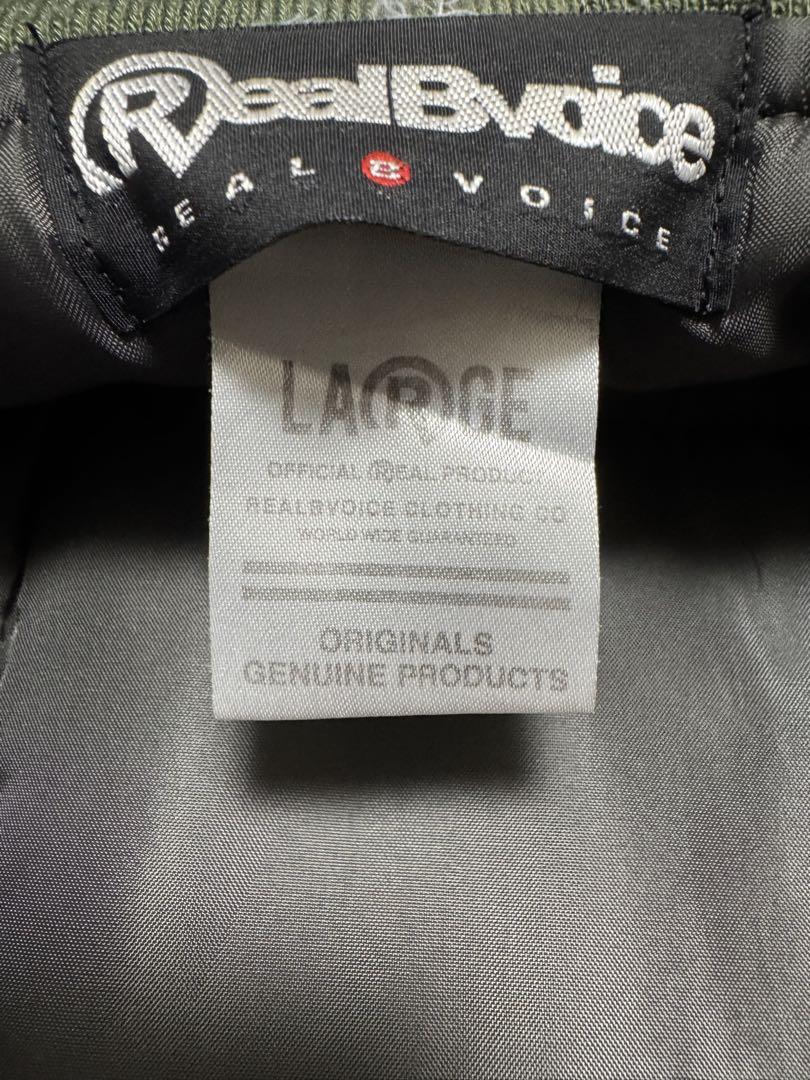 RealBvoice
REAL B VOICE
LARGE
OFFICIAL REAL PRODUCT
REALBVOICE CLOTHING CO
WORLD WIDE GUARANTEED
ORIGINALS
GENUINE PRODUCTS